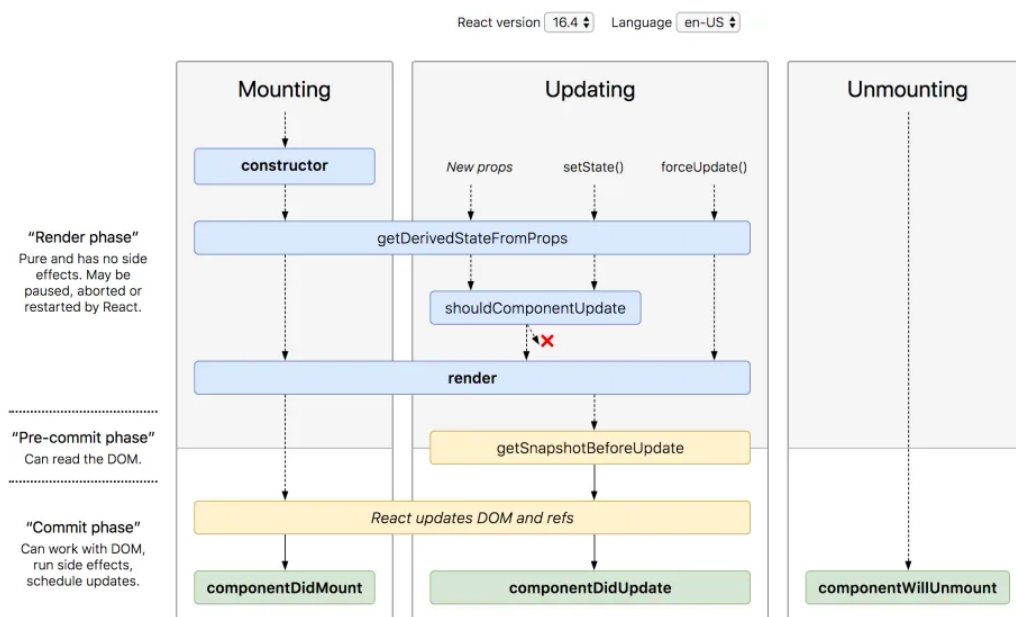 React version 16.4 Language en-US
Mounting Updating Unmounting
constructor
New props setState() forceUpdate()
getDerivedStateFromProps
“Render phase”
Pure and has no side
effects. May be
paused, aborted or
restarted by React.
shouldComponentUpdate
render
“Pre-commit phase”
Can read the DOM.
getSnapshotBeforeUpdate
React updates DOM and refs
“Commit phase”
Can work with DOM,
run side effects,
schedule updates.
componentDidMount componentDidUpdate componentWillUnmount